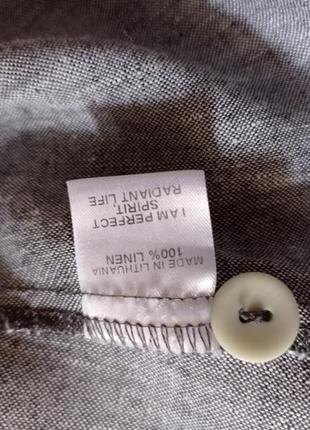 MADE IN LITHUANIA
100% LINEN
I AM PERFECT
SPIRIT.
RADIANT LIFE